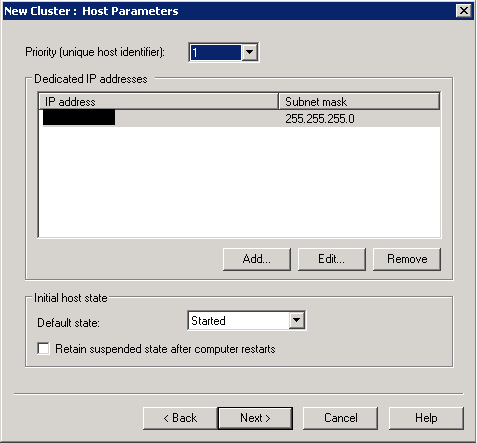 New Cluster : Host Parameters
Priority (unique host identifier):
1
Dedicated IP addresses
IP address
Subnet mask
255.255.255.0
Add...
Edit...
Remove
Initial host state
Default state:
Started
Retain suspended state after computer restarts
< Back
Next >
Cancel
Help